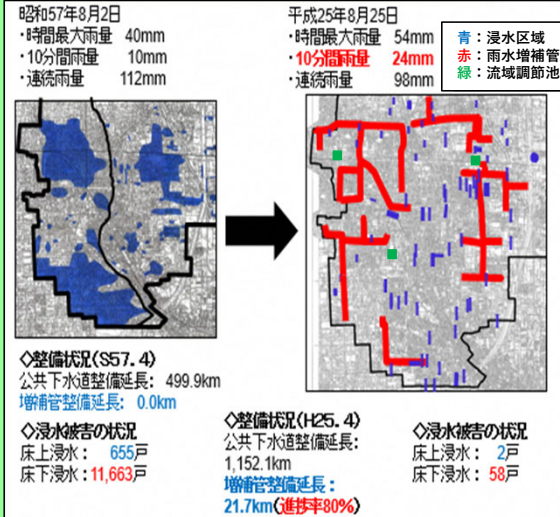 昭和57年8月2日
・時間最大雨量 40mm
・10分間雨量 10mm
・連続雨量 112mm
平成25年8月25日
・時間最大雨量 54mm
・10分間雨量 24mm
・連続雨量 98mm
青：浸水区域
赤：雨水増補管
緑：流域調節池
◇整備状況(S57.4)
公共下水道整備延長： 499.9km
増補管整備延長： 0.0km
◇浸水被害の状況
床上浸水： 655戸
床下浸水：11,663戸
◇整備状況(H25.4)
公共下水道整備延長：
1,152.1km
増補管整備延長：
21.7km(進捗率80%)
◇浸水被害の状況
床上浸水： 2戸
床下浸水： 58戸